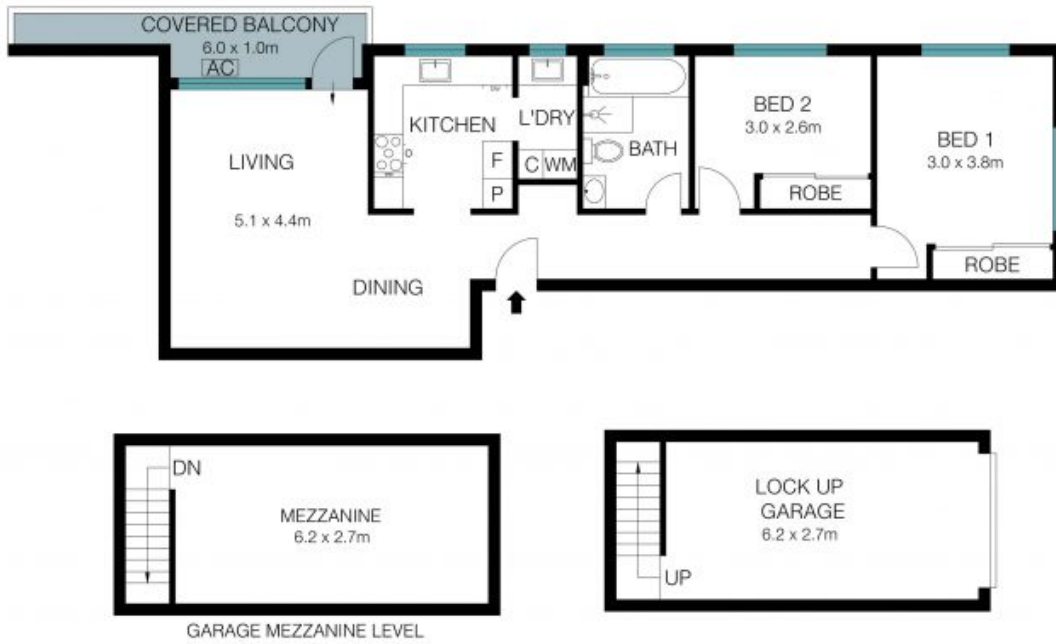 COVERED BALCONY
6.0 x 1.0m
AC
LIVING
5.1 x 4.4m
DINING
KITCHEN
DW
F
P
L'DRY
C WM
BATH
BED 2
3.0 x 2.6m
ROBE
BED 1
3.0 x 3.8m
ROBE
DN
MEZZANINE
6.2 x 2.7m
GARAGE MEZZANINE LEVEL
LOCK UP
GARAGE
6.2 x 2.7m
UP